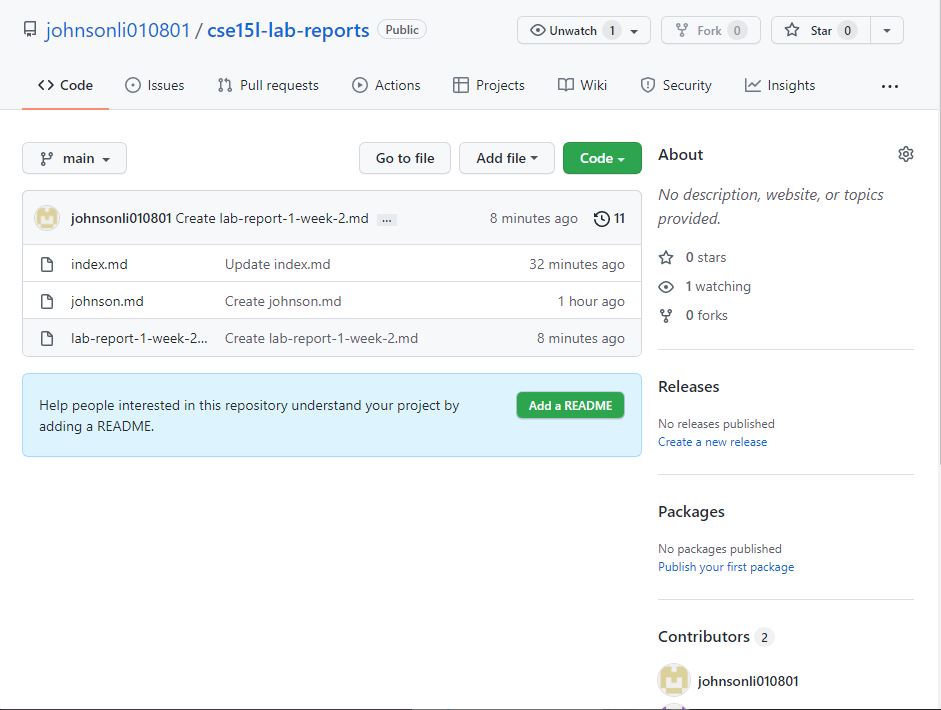 johnsonli010801 / cse15l-lab-reports Public
Unwatch 1 Fork 0 Star 0
Code Issues Pull requests Actions Projects Wiki Security Insights ...
main Go to file Add file Code
johnsonli010801 Create lab-report-1-week-2.md ... 8 minutes ago 11
index.md Update index.md 32 minutes ago
johnson.md Create johnson.md 1 hour ago
lab-report-1-week-2... Create lab-report-1-week-2.md 8 minutes ago
Help people interested in this repository understand your project by
adding a README.
Add a README
About
No description, website, or topics
provided.
0 stars
1 watching
0 forks
Releases
No releases published
Create a new release
Packages
No packages published
Publish your first package
Contributors 2
johnsonli010801